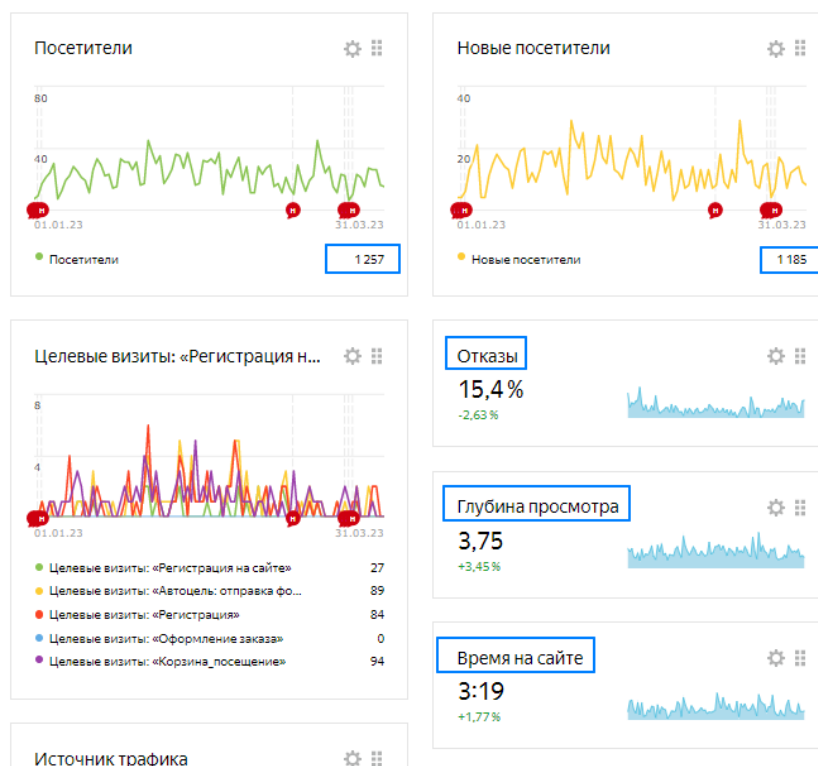 Посетители
80
40
01.01.23
31.03.23
Посетители
1 257
Новые посетители
40
20
01.01.23
31.03.23
Новые посетители
1 185
Целевые визиты: «Регистрация н...
8
4
01.01.23
31.03.23
Целевые визиты: «Регистрация на сайте» 27
Целевые визиты: «Автоцель: отправка фо... 89
Целевые визиты: «Регистрация» 84
Целевые визиты: «Оформление заказа» 0
Целевые визиты: «Корзина_посещение» 94
Отказы
15,4 %
-2,63 %
Глубина просмотра
3,75
+3,45 %
Время на сайте
3:19
+1,77 %
Источник трафика